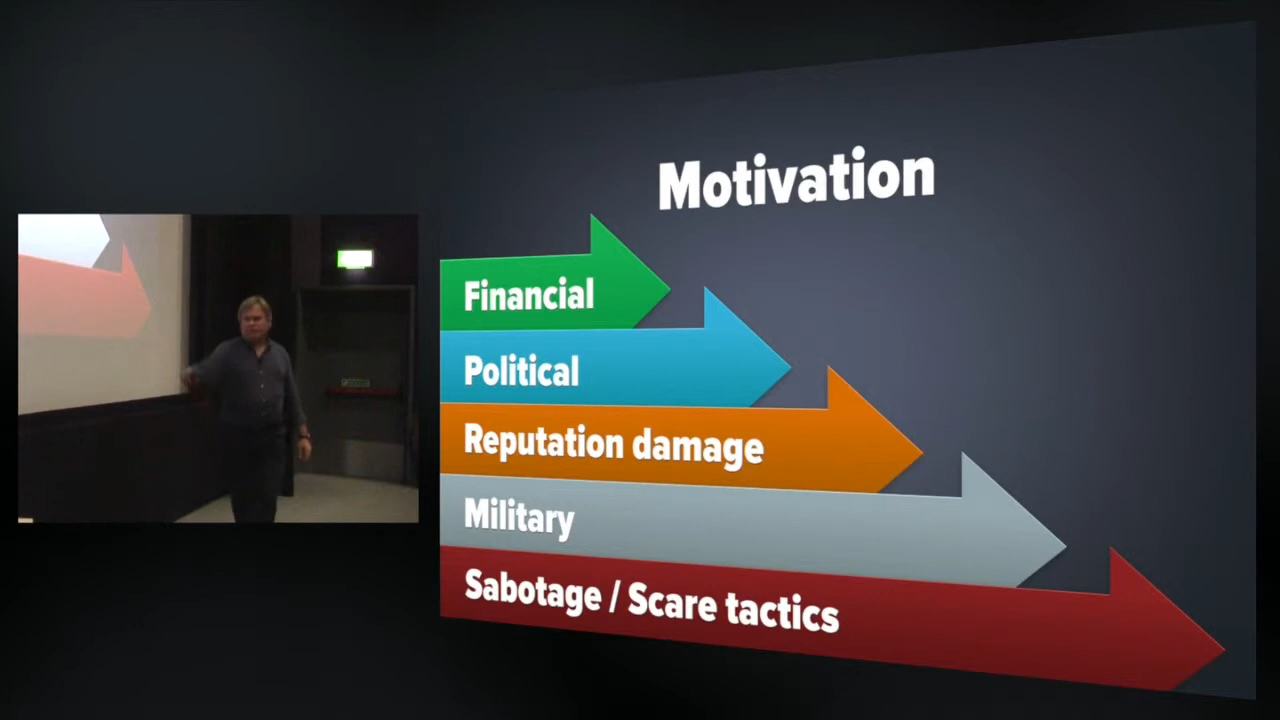 Motivation
Financial
Political
Reputation damage
Military
Sabotage / Scare tactics